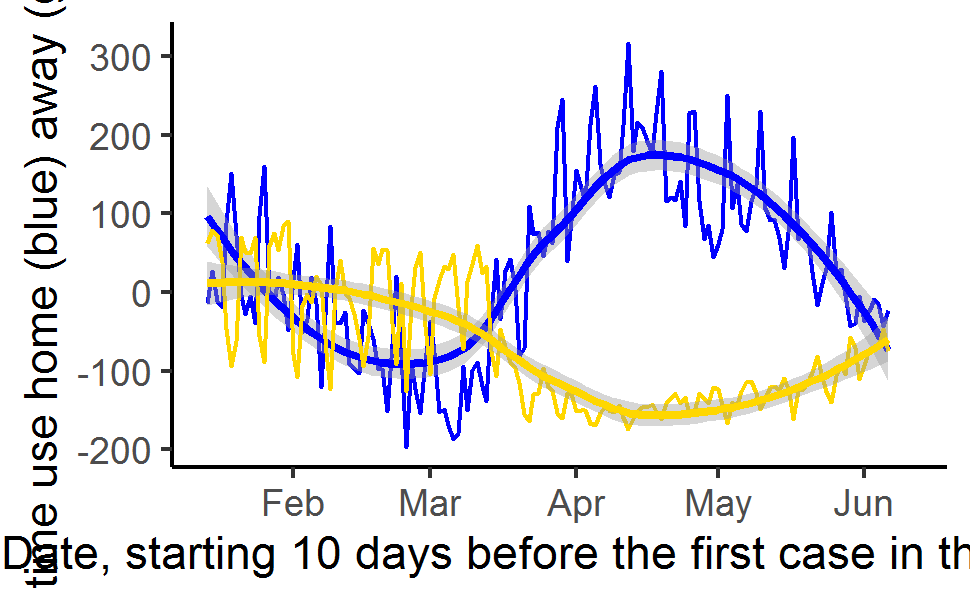 time use home (blue) away (
300
200
100
0
-100
-200
Feb Mar Apr May Jun
Date, starting 10 days before the first case in th